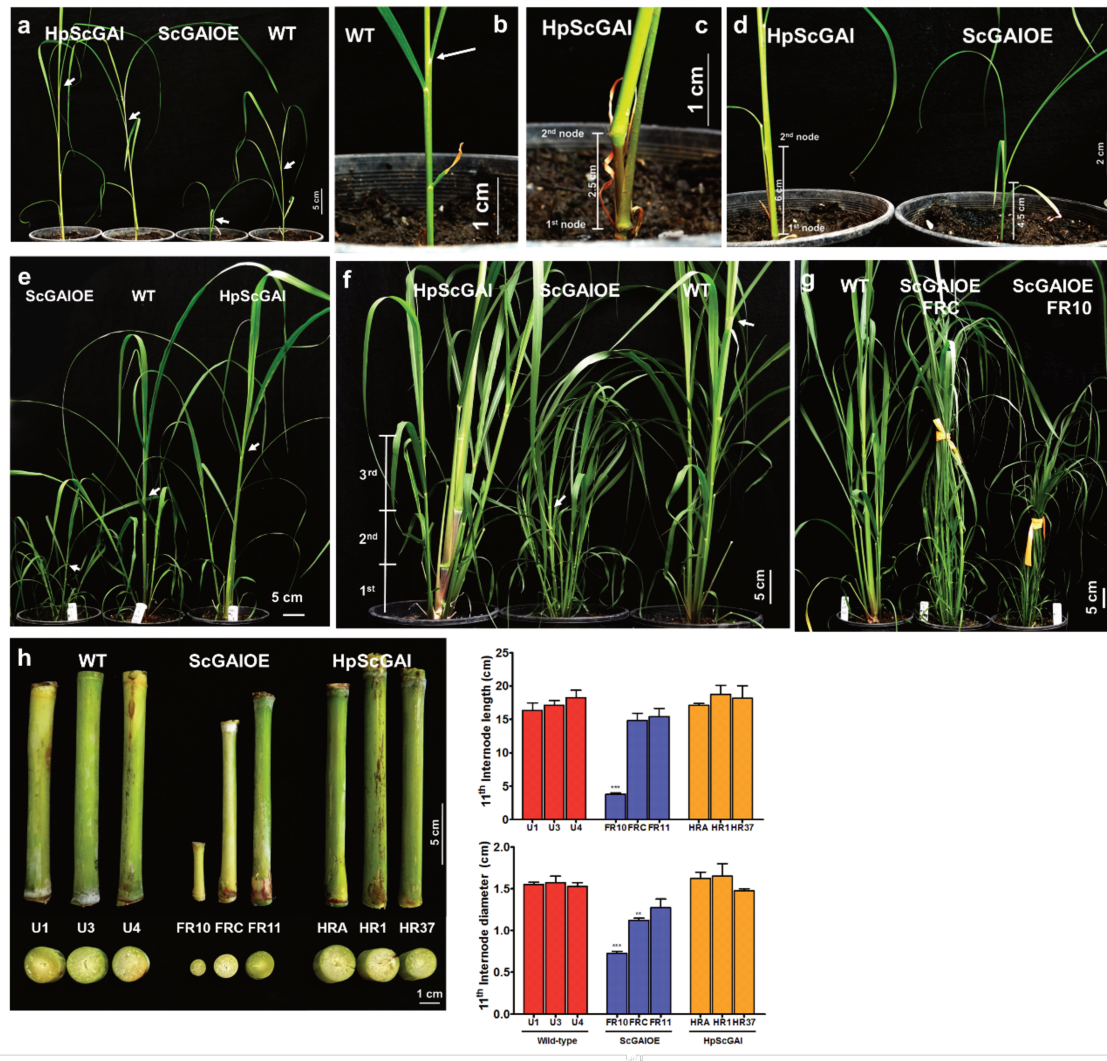 a
HpScGAI ScGAIOE WT
5 cm
b
WT
1 cm
c
HpScGAI
1 cm
2nd node
2.5 cm
1st node
d
HpScGAI ScGAIOE
2nd node
6 cm
1st node
4.5 cm
2 cm
e
ScGAIOE WT HpScGAI
5 cm
f
HpScGAI ScGAIOE WT
3rd
2nd
1st
5 cm
g
WT ScGAIOE ScGAIOE
FRC FR10
5 cm
h
WT ScGAIOE HpScGAI
5 cm
U1 U3 U4 FR10 FRC FR11 HRA HR1 HR37
1 cm
11th Internode length (cm)
25
20
15
10
5
0
***
U1 U3 U4 FR10 FRC FR11 HRA HR1 HR37
11th Internode diameter (cm)
2.0
1.5
1.0
0.5
0.0
***
**
U1 U3 U4 FR10 FRC FR11 HRA HR1 HR37
Wild-type ScGAIOE HpScGAI